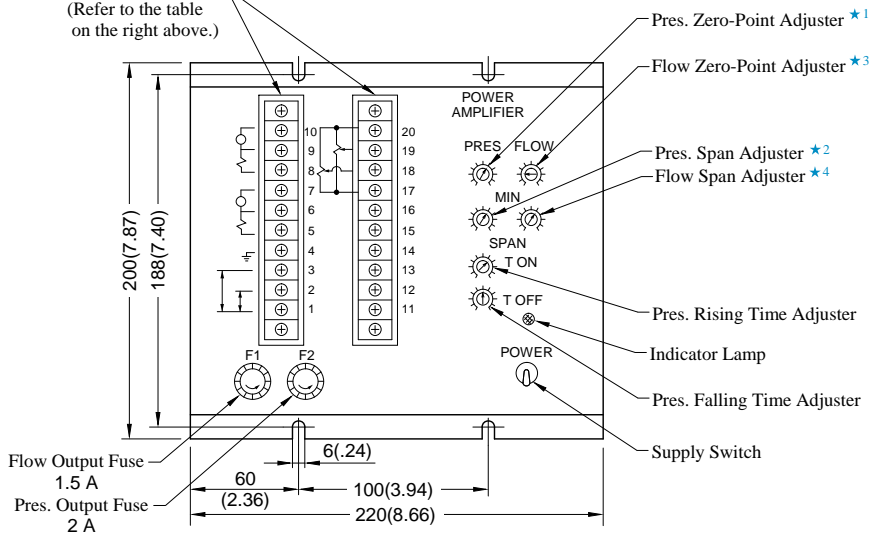 (Refer to the table
on the right above.)
Pres. Zero-Point Adjuster ★1
Flow Zero-Point Adjuster ★3
POWER
AMPLIFIER
PRES FLOW
Pres. Span Adjuster ★2
Flow Span Adjuster ★4
MIN
SPAN
T ON
T OFF
Pres. Rising Time Adjuster
Indicator Lamp
POWER
Pres. Falling Time Adjuster
Supply Switch
10
9
8
7
6
5
4
3
2
1
20
19
18
17
16
15
14
13
12
11
200(7.87)
188(7.40)
F1 F2
Flow Output Fuse
1.5 A
Pres. Output Fuse
2 A
6(.24)
60
(2.36)
100(3.94)
220(8.66)